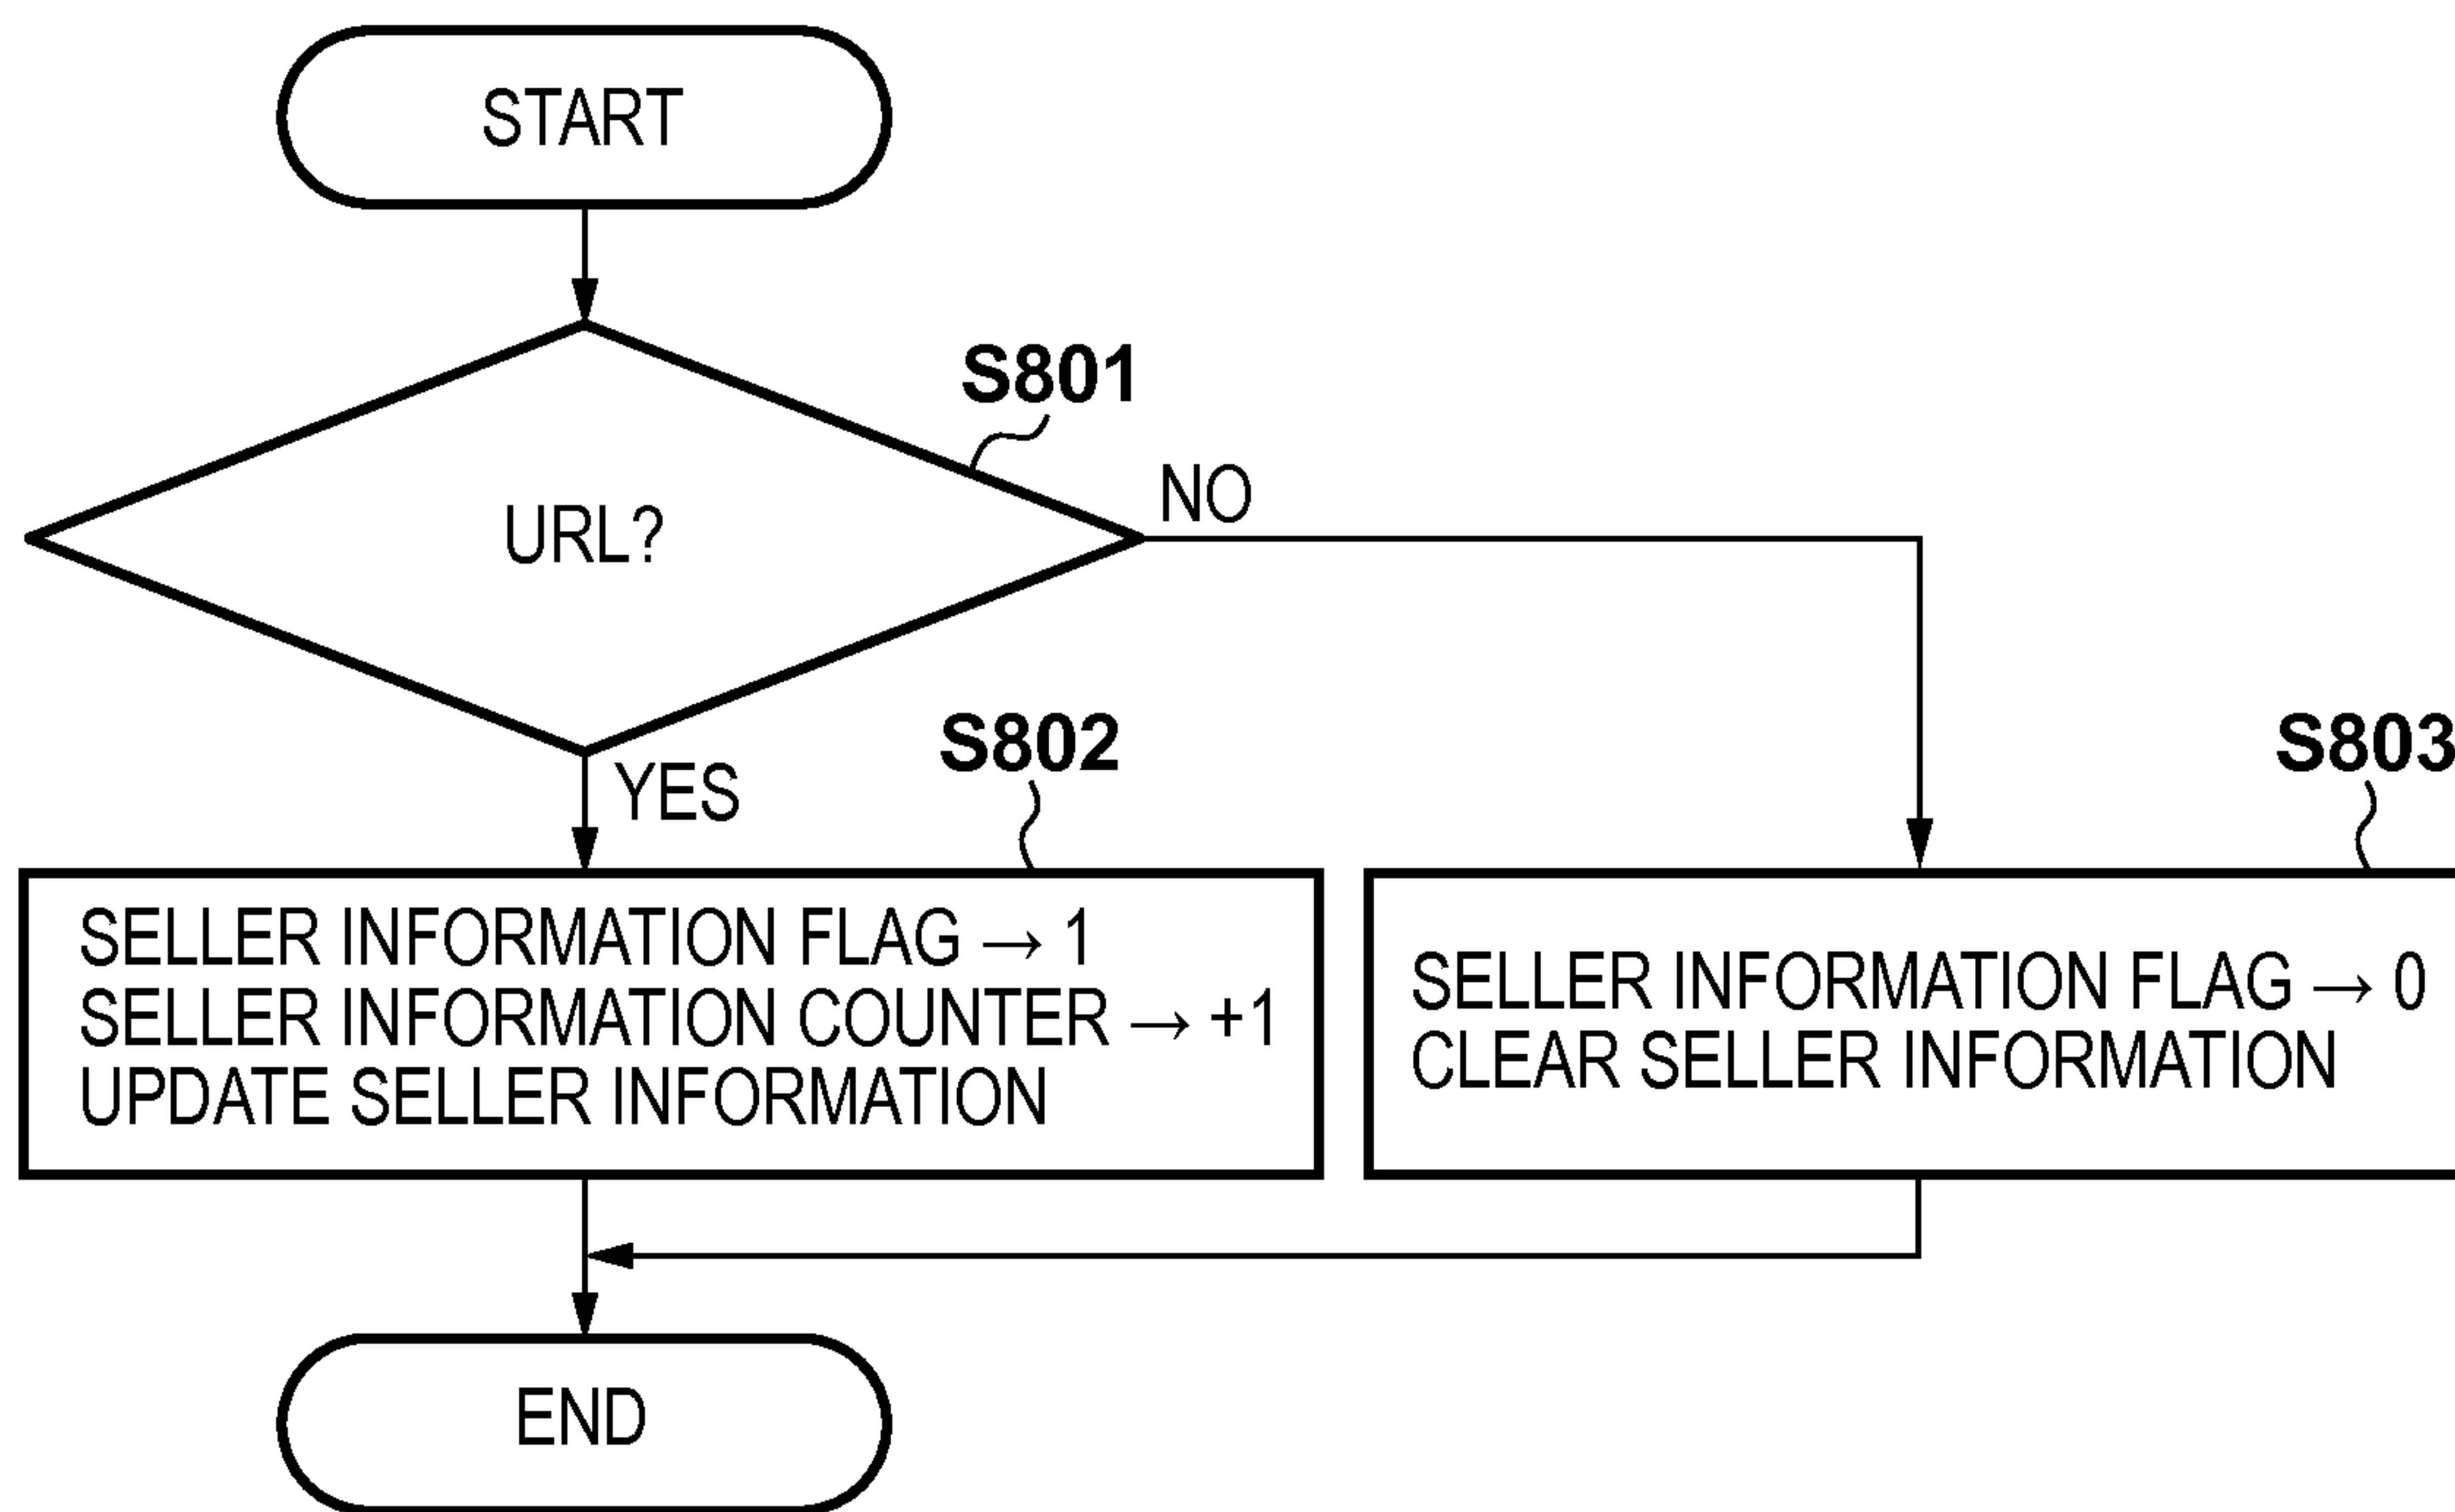 START
S801
URL?
NO
YES
S802
S803
SELLER INFORMATION FLAG → 1
SELLER INFORMATION COUNTER → +1
UPDATE SELLER INFORMATION
SELLER INFORMATION FLAG → 0
CLEAR SELLER INFORMATION
END